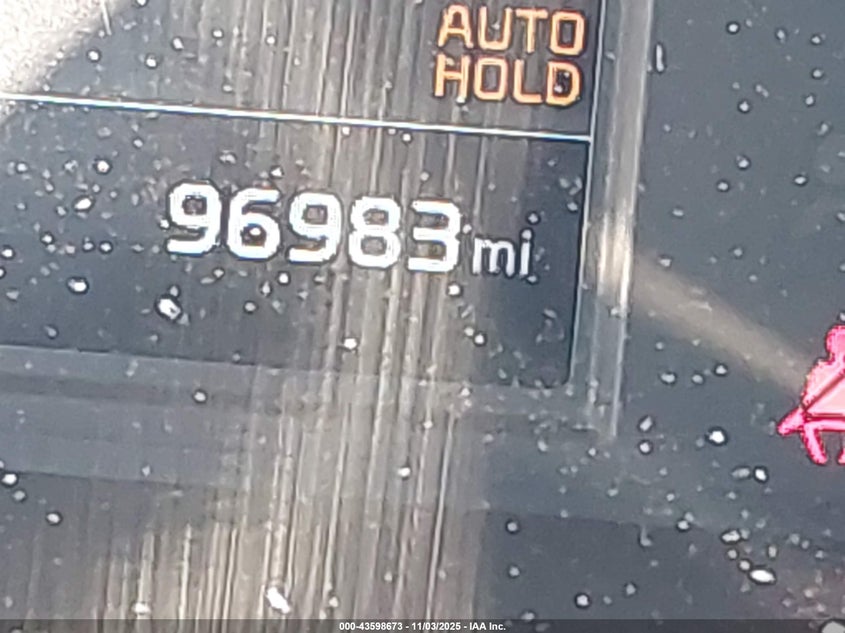 AUTO
HOLD
96983 mi
000-43598673 - 11/03/2025 - IAA Inc.